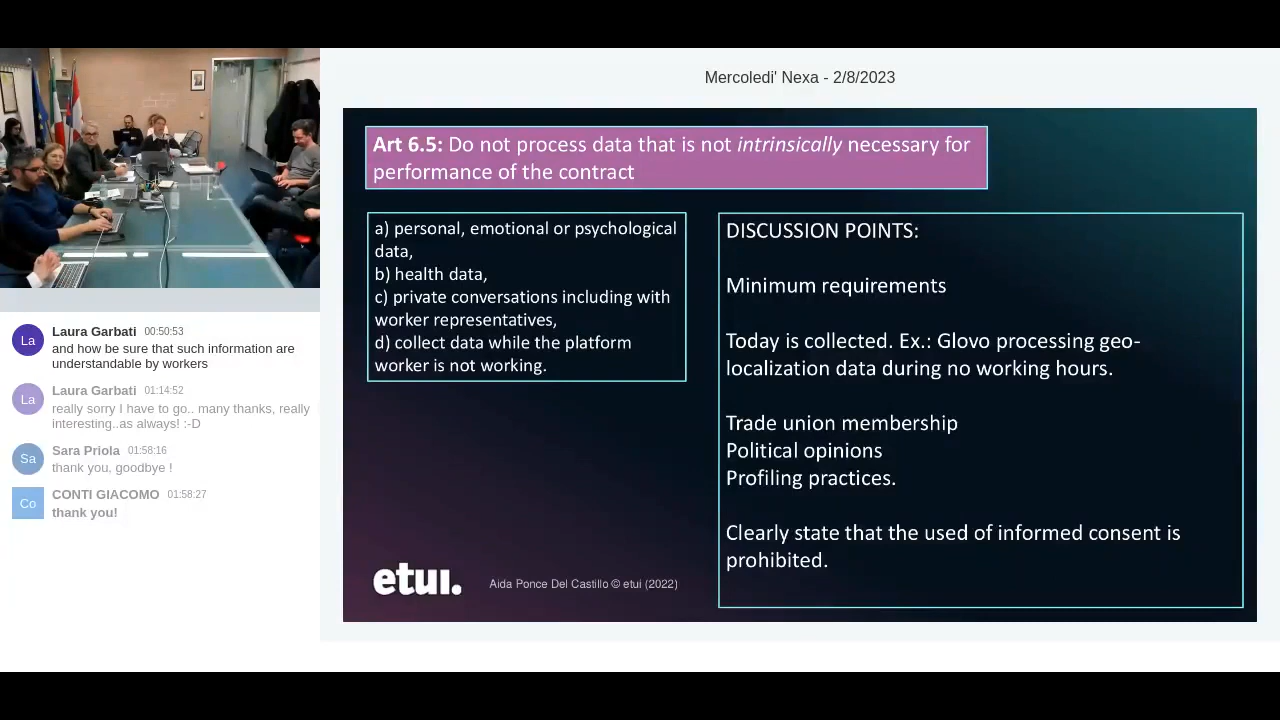 Mercoledi' Nexa - 2/8/2023
Art 6.5: Do not process data that is not intrinsically necessary for
performance of the contract
a) personal, emotional or psychological
data,
b) health data,
c) private conversations including with
worker representatives,
d) collect data while the platform
worker is not working.
DISCUSSION POINTS:
Minimum requirements
Today is collected. Ex.: Glovo processing geo-
localization data during no working hours.
Trade union membership
Political opinions
Profiling practices.
Clearly state that the used of informed consent is
prohibited.
etui.
Aida Ponce Del Castillo © etui (2022)
La
Laura Garbati 00:50:53
and how be sure that such information are
understandable by workers
La
Laura Garbati 01:14:52
really sorry I have to go.. many thanks, really
interesting..as always! :-D
Sa
Sara Priola 01:58:16
thank you, goodbye !
Co
CONTI GIACOMO 01:58:27
thank you!